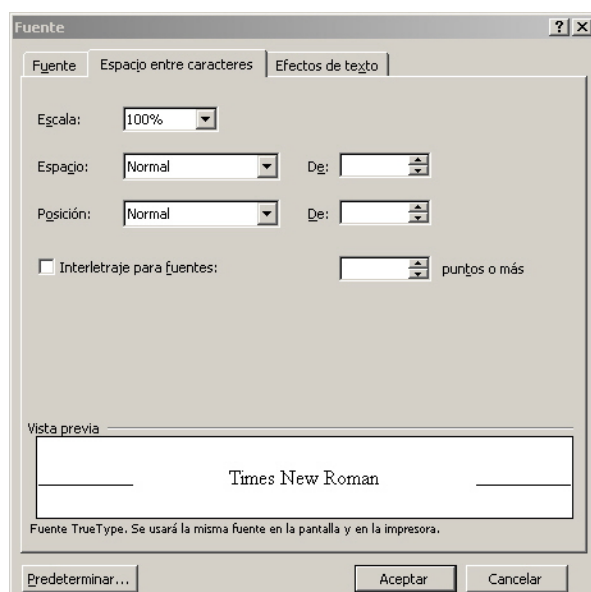 Fuente
Fuente Espacio entre caracteres Efectos de texto
Escala: 100%
Espacio: Normal De:
Posición: Normal De:
Interletraje para fuentes: puntos o más
Vista previa
Times New Roman
Fuente TrueType. Se usará la misma fuente en la pantalla y en la impresora.
Predeterminar... Aceptar Cancelar